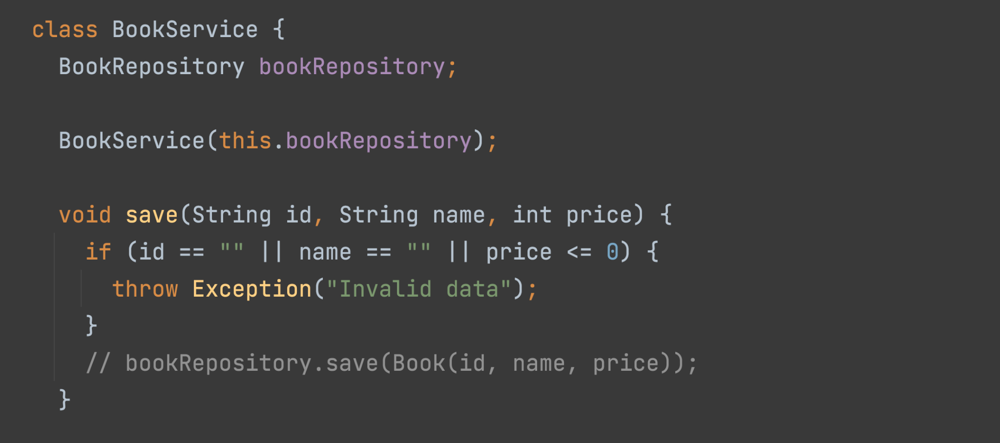 class BookService {
  BookRepository bookRepository;

  BookService(this.bookRepository);

  void save(String id, String name, int price) {
    if (id == "" || name == "" || price <= 0) {
      throw Exception("Invalid data");
    }
    // bookRepository.save(Book(id, name, price));
  }